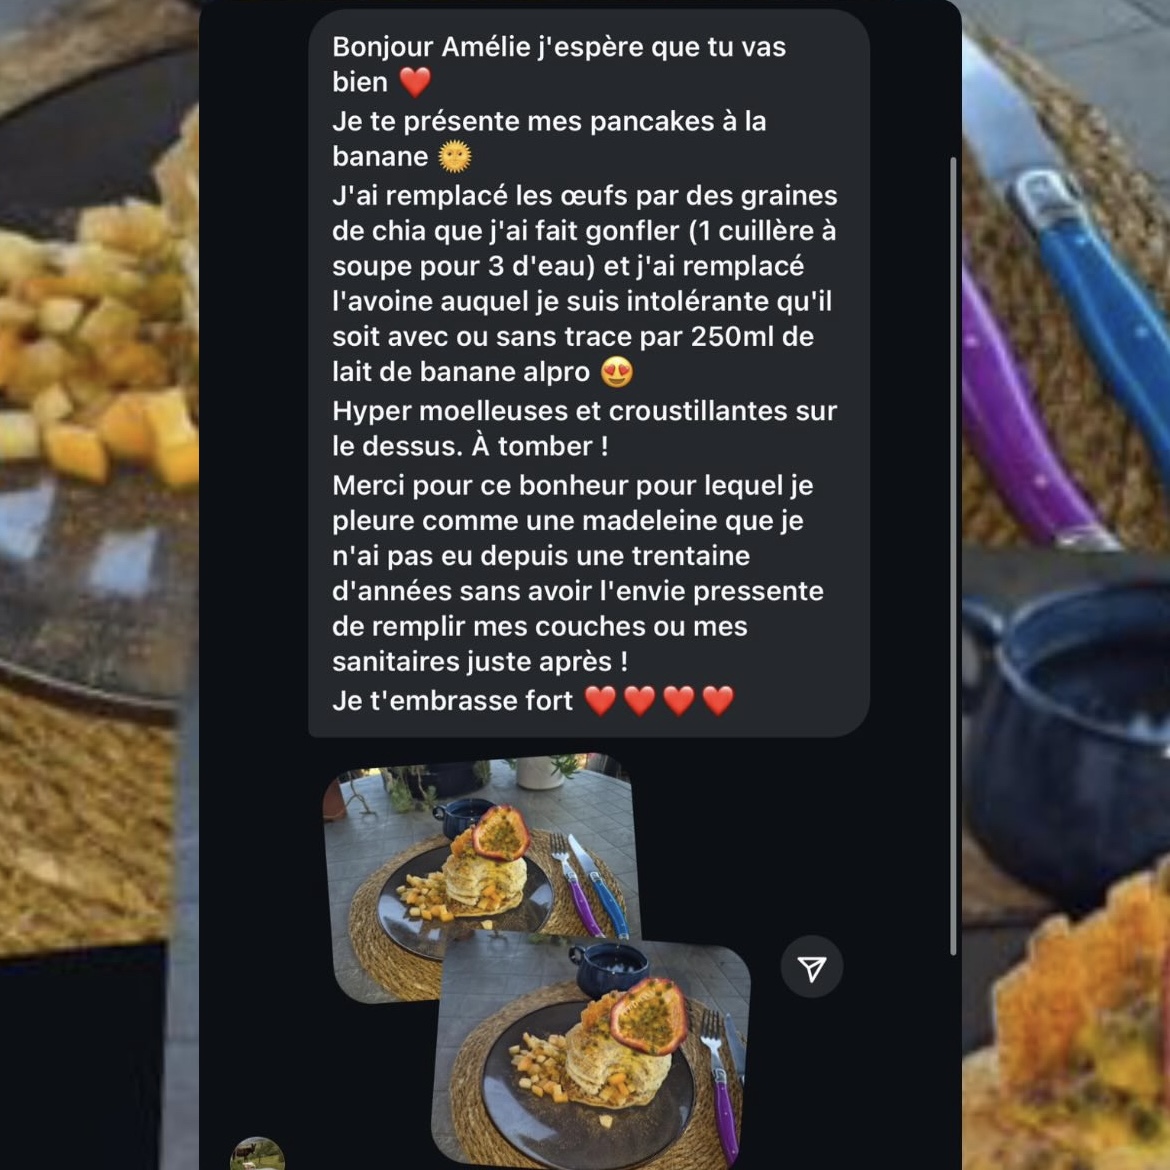 Bonjour Amélie j'espère que tu vas
bien ❤️
Je te présente mes pancakes à la
banane 🌞
J'ai remplacé les œufs par des graines
de chia que j'ai fait gonfler (1 cuillère à
soupe pour 3 d'eau) et j'ai remplacé
l'avoine auquel je suis intolérante qu'il
soit avec ou sans trace par 250ml de
lait de banane alpro 😍
Hyper moelleuses et croustillantes sur
le dessus. À tomber !
Merci pour ce bonheur pour lequel je
pleure comme une madeleine que je
n'ai pas eu depuis une trentaine
d'années sans avoir l'envie pressente
de remplir mes couches ou mes
sanitaires juste après !
Je t'embrasse fort ❤️❤️❤️❤️